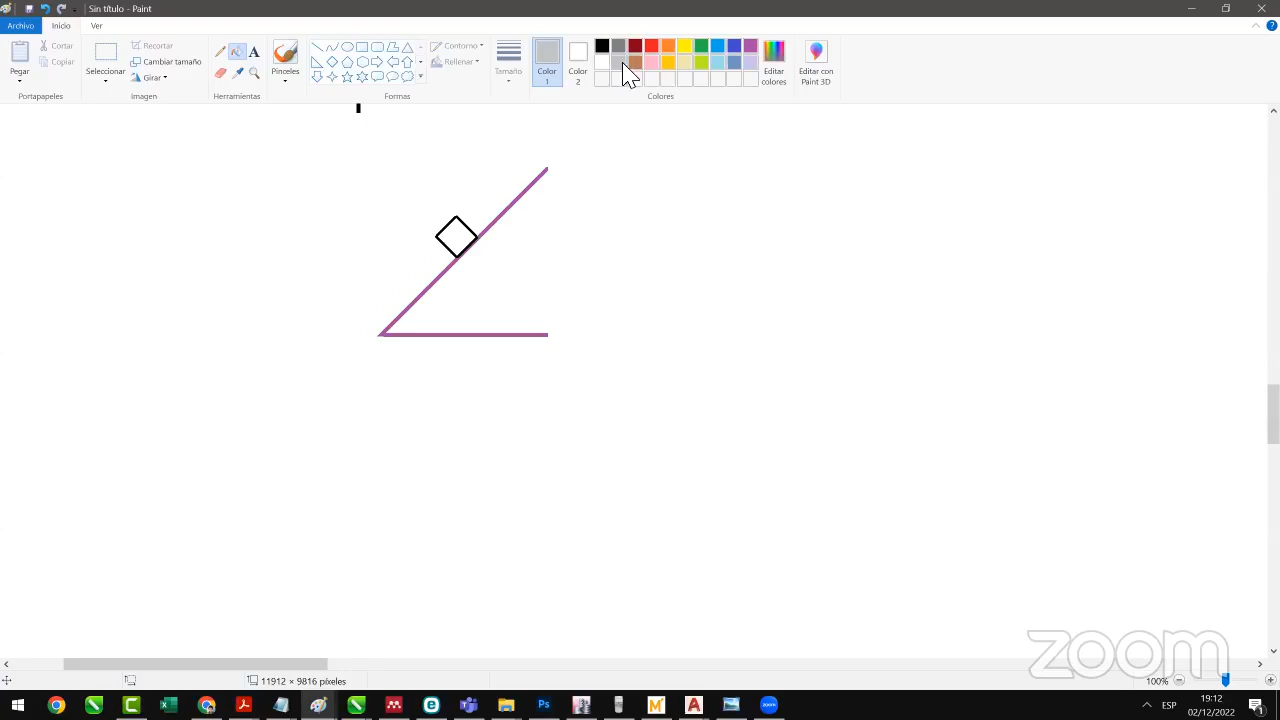 Sin título - Paint
Archivo Inicio Ver
Pegar
Cortar
Copiar
Portapapeles
Seleccionar
Recortar
Cambiar tamaño
Girar
Imagen
A
Herramientas
Pinceles
Contorno
Rellenar
Formas
Tamaño
Color 1
Color 2
Colores
Editar colores
Editar con Paint 3D
zoom
11912 × 9816 píxeles
100%
ESP
19:12
02/12/2022